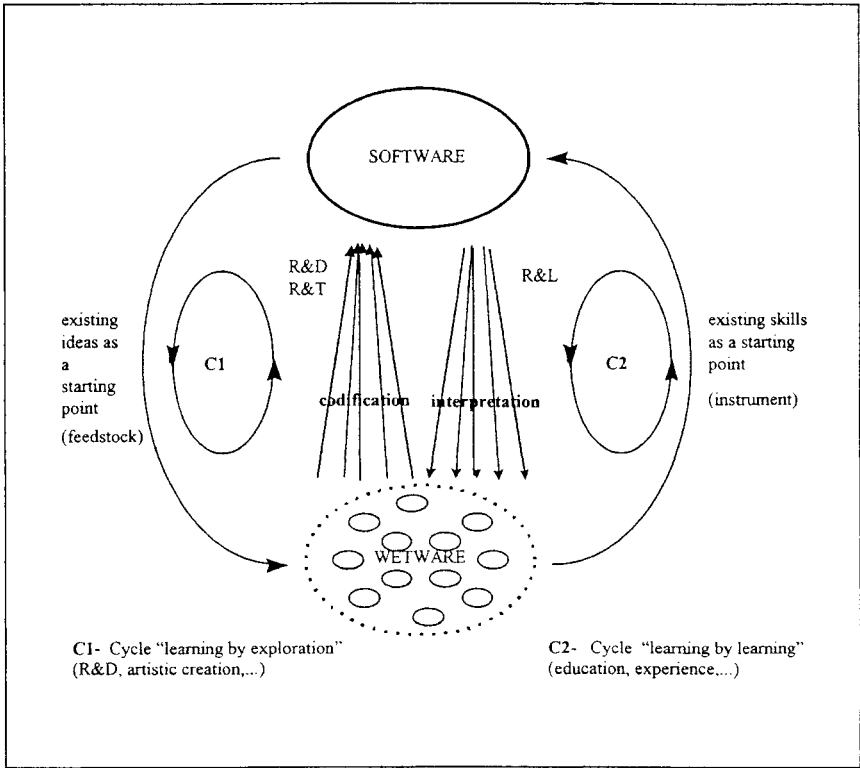 SOFTWARE
R&D
R&T
R&L
existing
ideas as
a
starting
point
(feedstock)
C1
codification
interpretation
C2
existing skills
as a starting
point
(instrument)
WETWARE
C1- Cycle “learning by exploration”
(R&D, artistic creation,...)
C2- Cycle “learning by learning”
(education, experience,...)